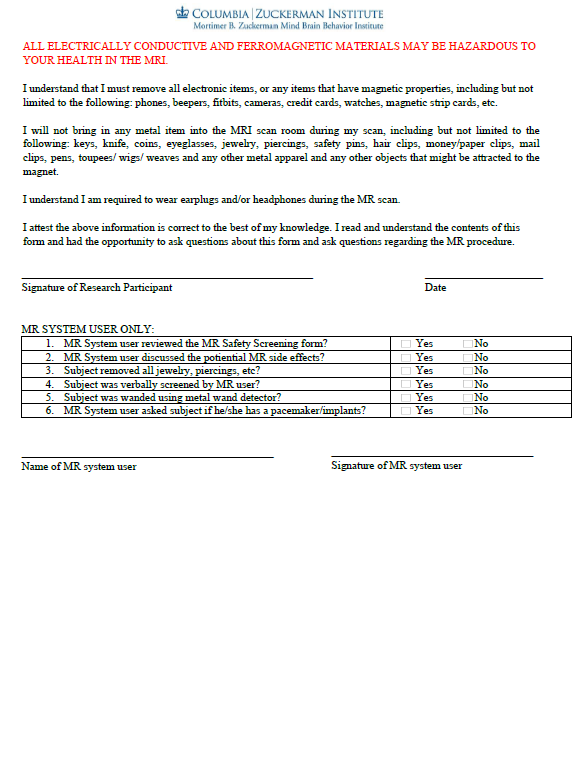 COLUMBIA | ZUCKERMAN INSTITUTE
Mortimer B. Zuckerman Mind Brain Behavior Institute
ALL ELECTRICALLY CONDUCTIVE AND FERROMAGNETIC MATERIALS MAY BE HAZARDOUS TO
YOUR HEALTH IN THE MRI.
I understand that I must remove all electronic items, or any items that have magnetic properties, including but not
limited to the following: phones, beepers, fitbits, cameras, credit cards, watches, magnetic strip cards, etc.
I will not bring in any metal item into the MRI scan room during my scan, including but not limited to the
following: keys, knife, coins, eyeglasses, jewelry, piercings, safety pins, hair clips, money/paper clips, mail
clips, pens, toupees/ wigs/ weaves and any other metal apparel and any other objects that might be attracted to the
magnet.
I understand I am required to wear earplugs and/or headphones during the MR scan.
I attest the above information is correct to the best of my knowledge. I read and understand the contents of this
form and had the opportunity to ask questions about this form and ask questions regarding the MR procedure.
Signature of Research Participant Date
MR SYSTEM USER ONLY:
1. MR System user reviewed the MR Safety Screening form? Yes No
2. MR System user discussed the potiential MR side effects? Yes No
3. Subject removed all jewelry, piercings, etc? Yes No
4. Subject was verbally screened by MR user? Yes No
5. Subject was wanded using metal wand detector? Yes No
6. MR System user asked subject if he/she has a pacemaker/implants? Yes No
Name of MR system user Signature of MR system user